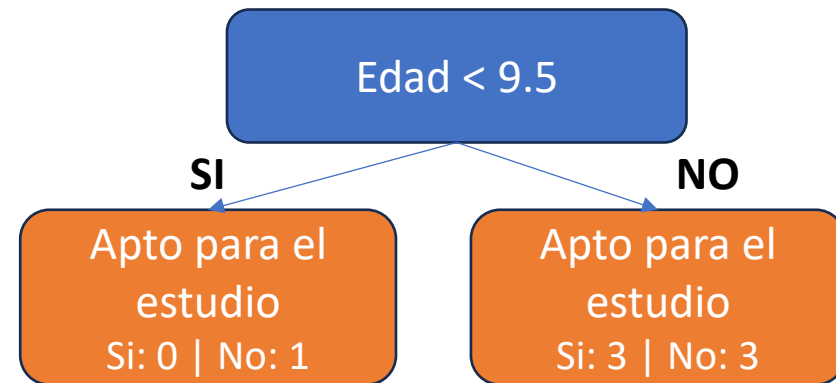 Edad < 9.5
SI
NO
Apto para el
estudio
Si: 0 | No: 1
Apto para el
estudio
Si: 3 | No: 3